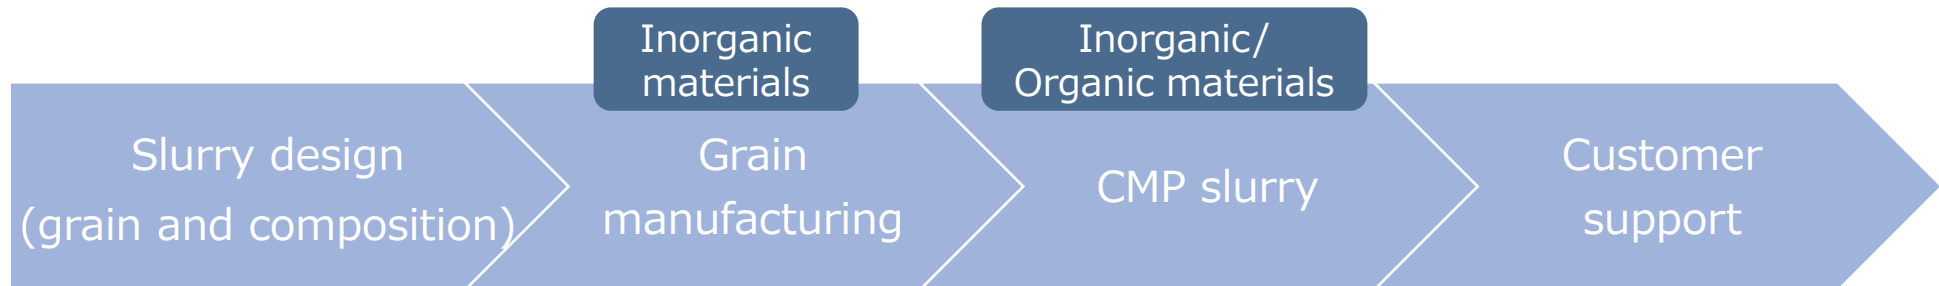 Inorganic
materials
Inorganic/
Organic materials
Slurry design
(grain and composition)
Grain
manufacturing
CMP slurry
Customer
support